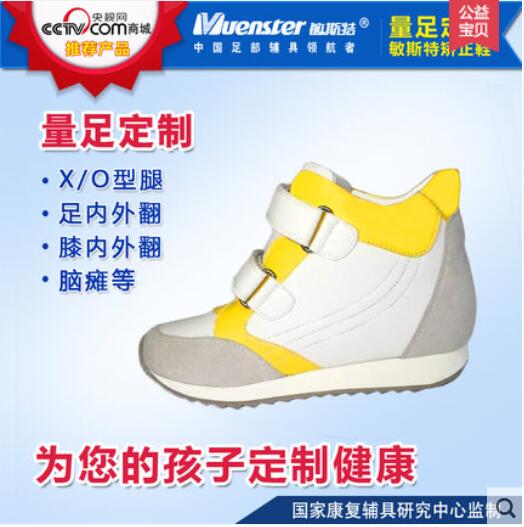 央视网
CCTV.com商城
推荐产品
Muenster 敏斯特
中国足部辅具领航者
量足定
敏斯特矫正鞋
公益
宝贝
量足定制
· X/O型腿
· 足内外翻
· 膝内外翻
· 脑瘫等
为您的孩子定制健康
国家康复辅具研究中心监制